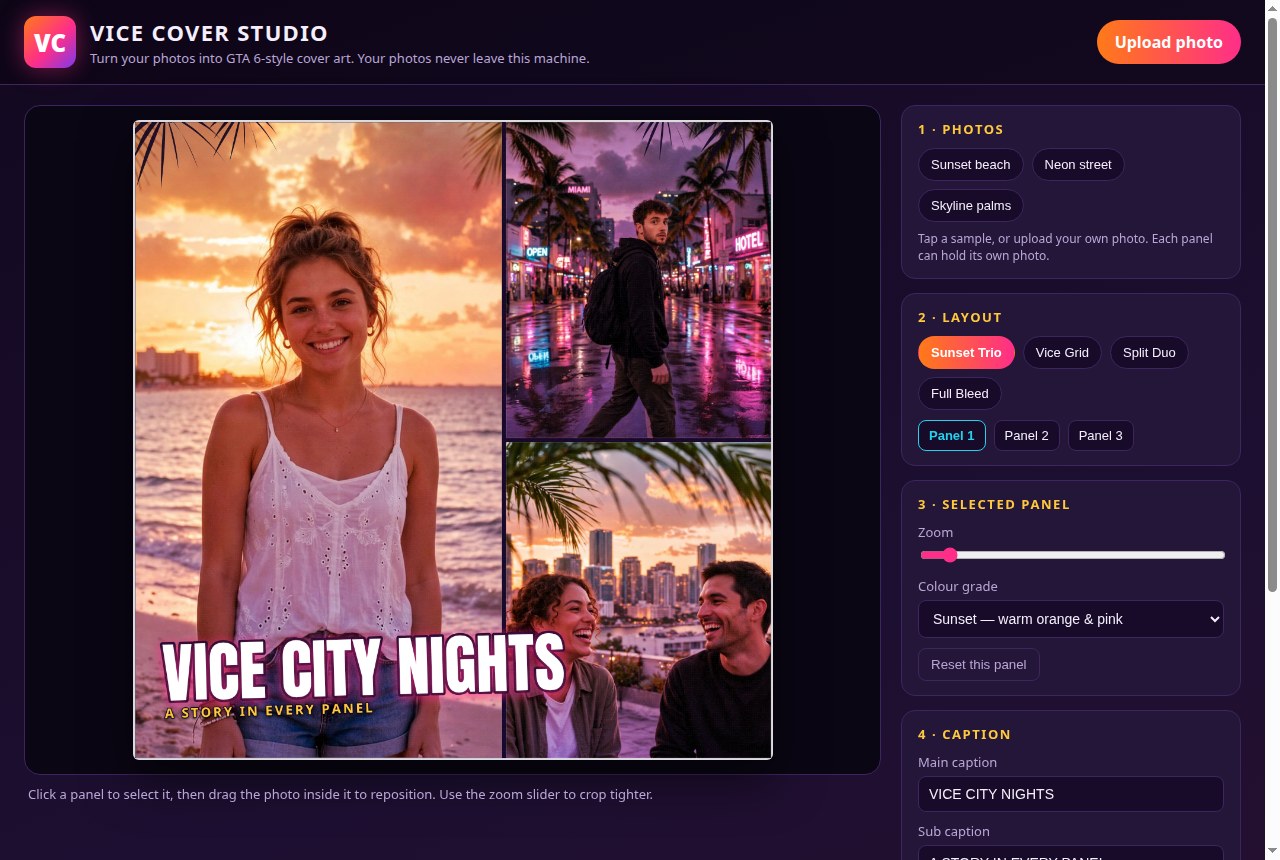 VC
VICE COVER STUDIO
Turn your photos into GTA 6-style cover art. Your photos never leave this machine.
Upload photo
MIAMI
OPEN
HOTEL
VICE CITY NIGHTS
A STORY IN EVERY PANEL
Click a panel to select it, then drag the photo inside it to reposition. Use the zoom slider to crop tighter.
1 · PHOTOS
Sunset beach
Neon street
Skyline palms
Tap a sample, or upload your own photo. Each panel
can hold its own photo.
2 · LAYOUT
Sunset Trio
Vice Grid
Split Duo
Full Bleed
Panel 1
Panel 2
Panel 3
3 · SELECTED PANEL
Zoom
Colour grade
Sunset — warm orange & pink
Reset this panel
4 · CAPTION
Main caption
VICE CITY NIGHTS
Sub caption
A STORY IN EVERY PANEL